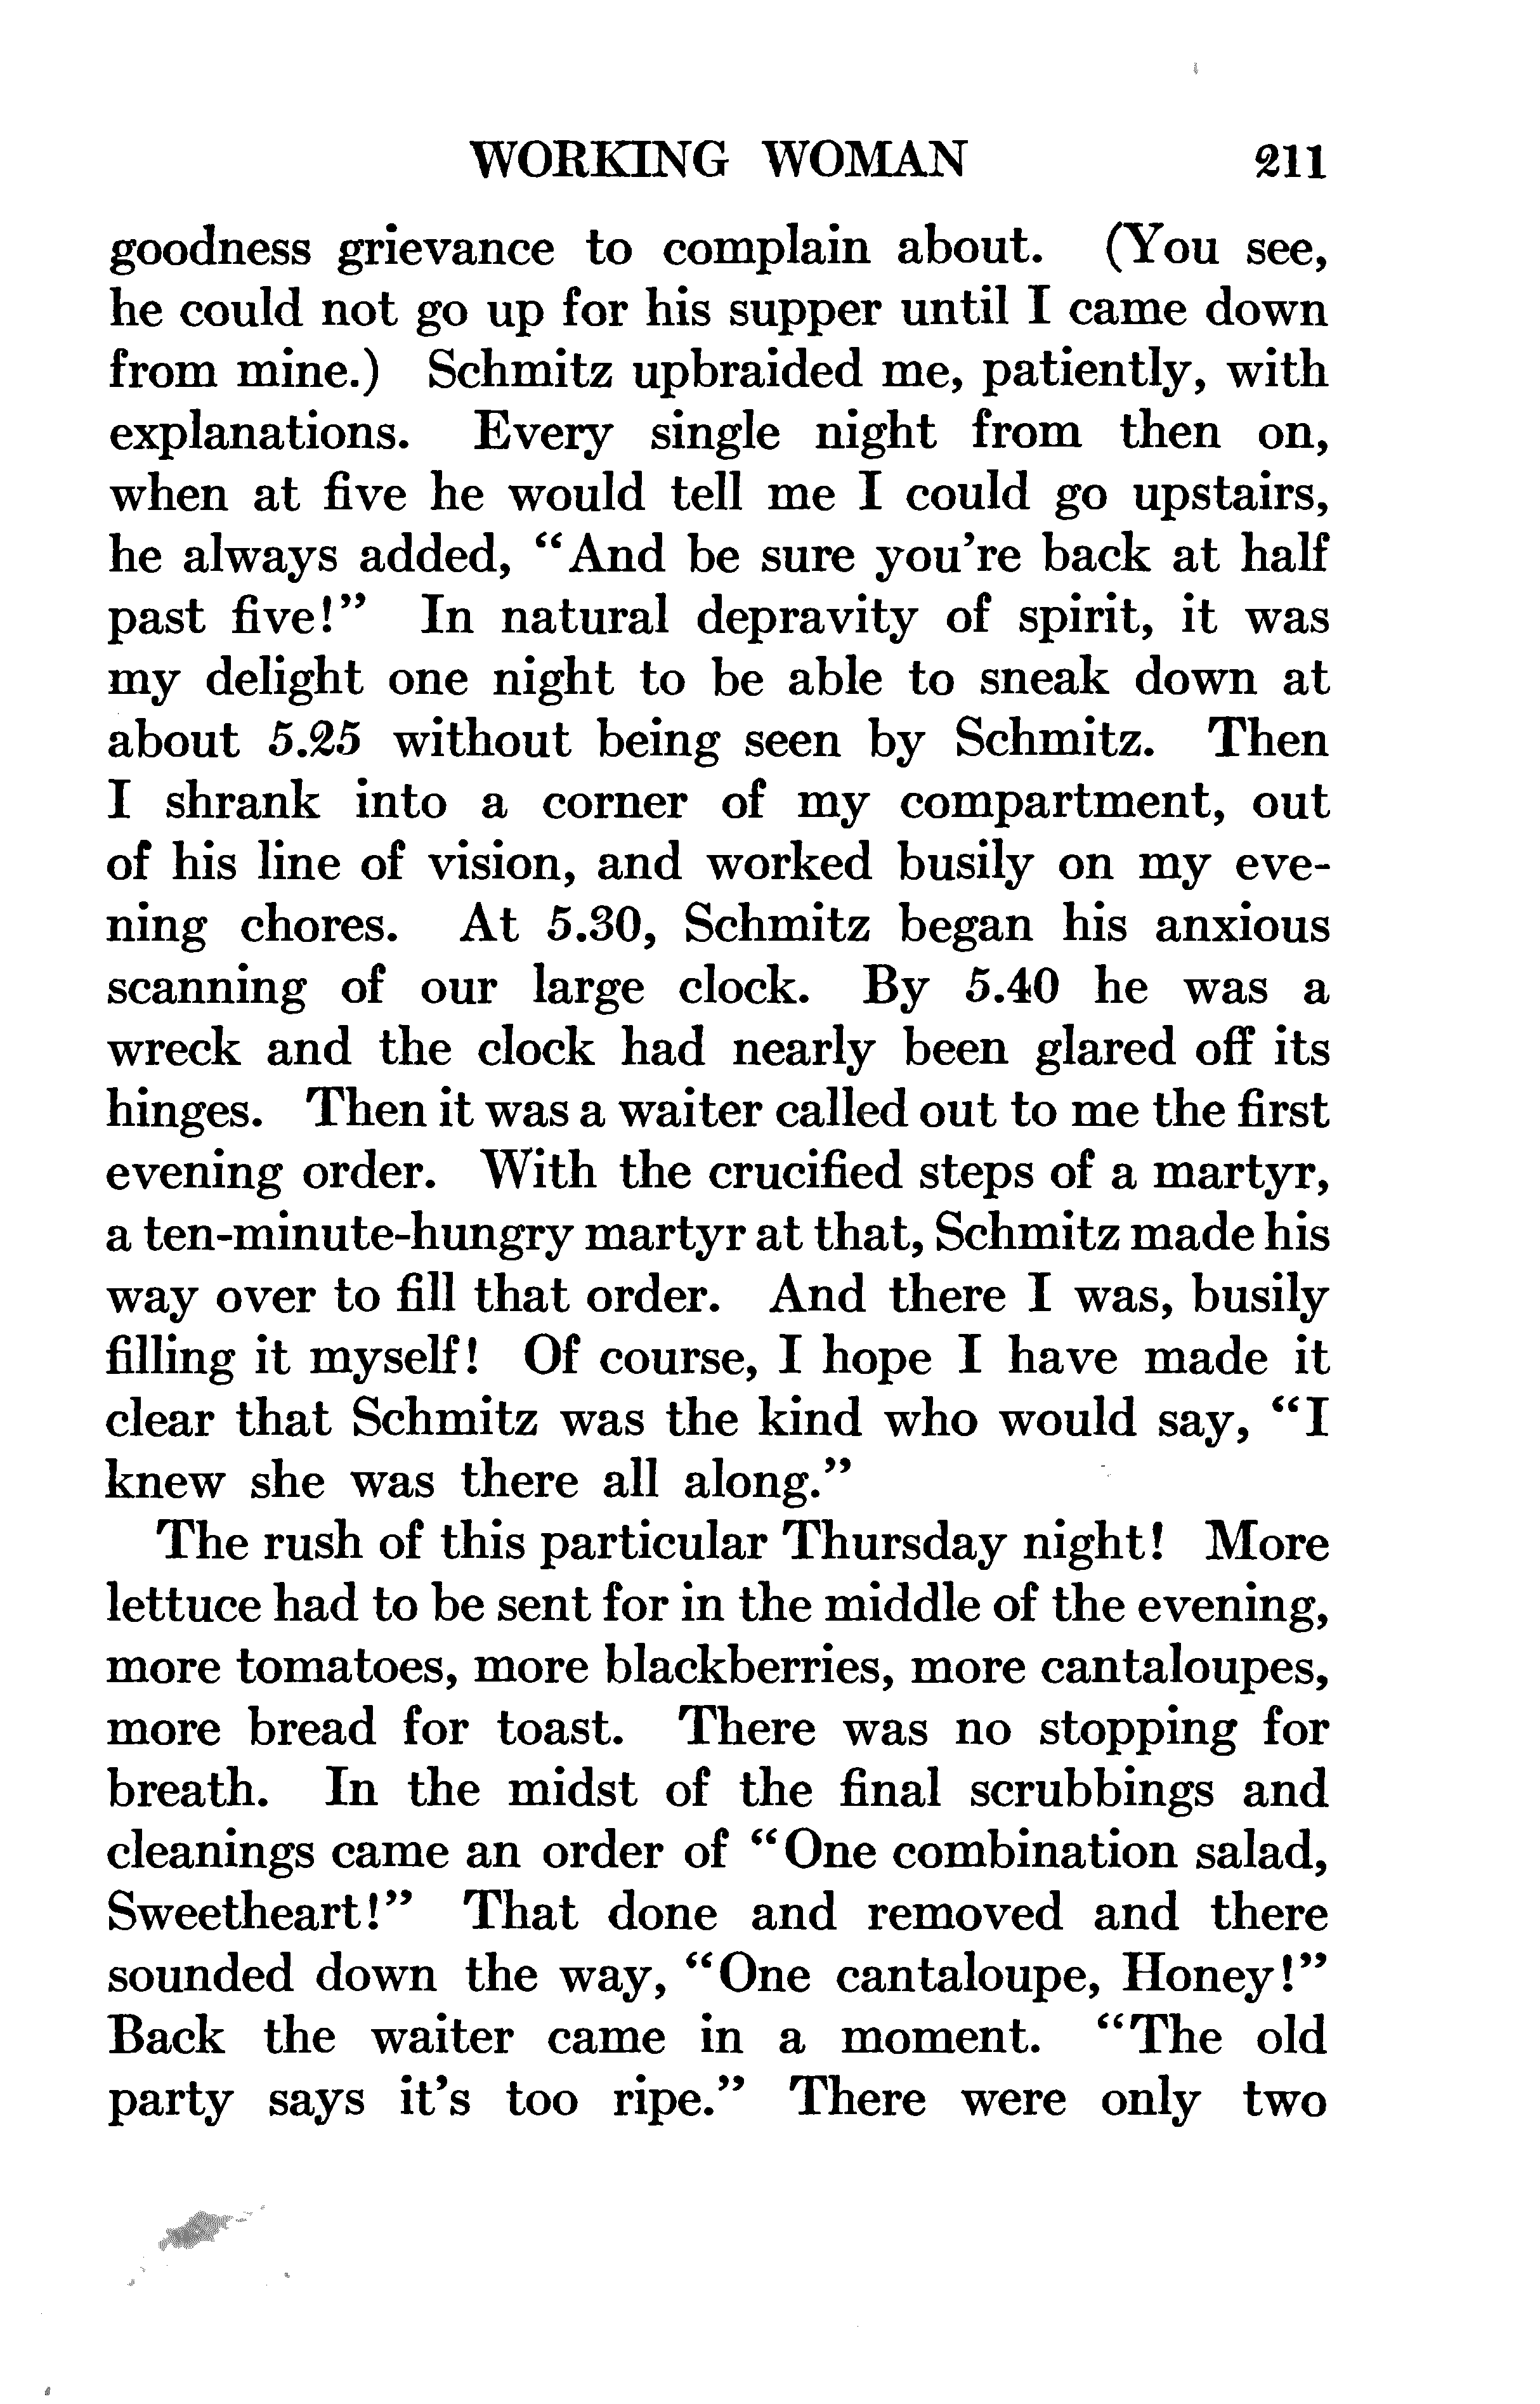 WORKING WOMAN 211
goodness grievance to complain about. (You see,
he could not go up for his supper until I came down
from mine.) Schmitz upbraided me, patiently, with
explanations. Every single night from then on,
when at five he would tell me I could go upstairs,
he always added, “And be sure you're back at half
past five!” In natural depravity of spirit, it was
my delight one night to be able to sneak down at
about 5.25 without being seen by Schmitz. Then
I shrank into a corner of my compartment, out
of his line of vision, and worked busily on my eve-
ning chores. At 5.30, Schmitz began his anxious
scanning of our large clock. By 5.40 he was a
wreck and the clock had nearly been glared off its
hinges. Then it was a waiter called out to me the first
evening order. With the crucified steps of a martyr,
a ten-minute-hungry martyr at that, Schmitz made his
way over to fill that order. And there I was, busily
filling it myself! Of course, I hope I have made it
clear that Schmitz was the kind who would say, “I
knew she was there all along.”
The rush of this particular Thursday night! More
lettuce had to be sent for in the middle of the evening,
more tomatoes, more blackberries, more cantaloupes,
more bread for toast. There was no stopping for
breath. In the midst of the final scrubbings and
cleanings came an order of “One combination salad,
Sweetheart!” That done and removed and there
sounded down the way, “One cantaloupe, Honey!”
Back the waiter came in a moment. “The old
party says it's too ripe.” There were only two